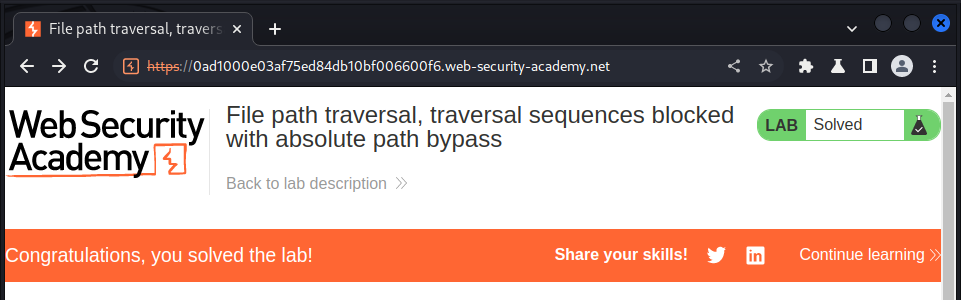 File path traversal, travers
https://0ad1000e03af75ed84db10bf006600f6.web-security-academy.net
Web Security
Academy
File path traversal, traversal sequences blocked
with absolute path bypass
LAB Solved
Back to lab description
Congratulations, you solved the lab!
Share your skills!
Continue learning